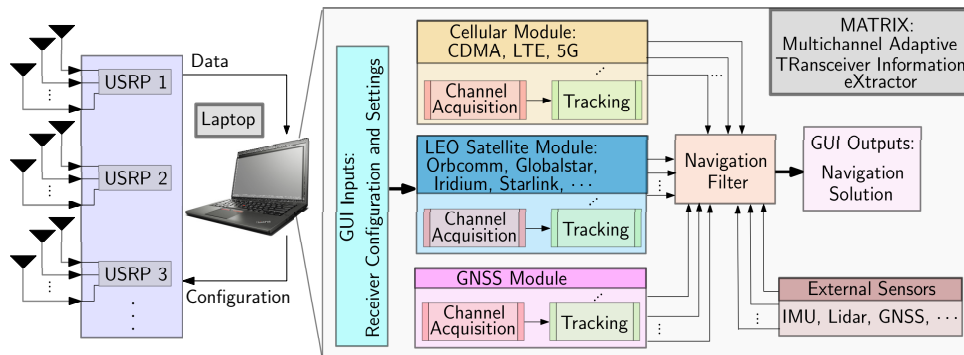 USRP 1
USRP 2
USRP 3
Data
Laptop
Configuration
GUI Inputs:
Receiver Configuration and Settings
Cellular Module:
CDMA, LTE, 5G
Channel
Acquisition
Tracking
LEO Satellite Module:
Orbcomm, Globalstar,
Iridium, Starlink, · · ·
Channel
Acquisition
Tracking
GNSS Module
Channel
Acquisition
Tracking
Navigation
Filter
MATRIX:
Multichannel Adaptive
TRansceiver Information
eXtractor
GUI Outputs:
Navigation
Solution
External Sensors
IMU, Lidar, GNSS, · · ·